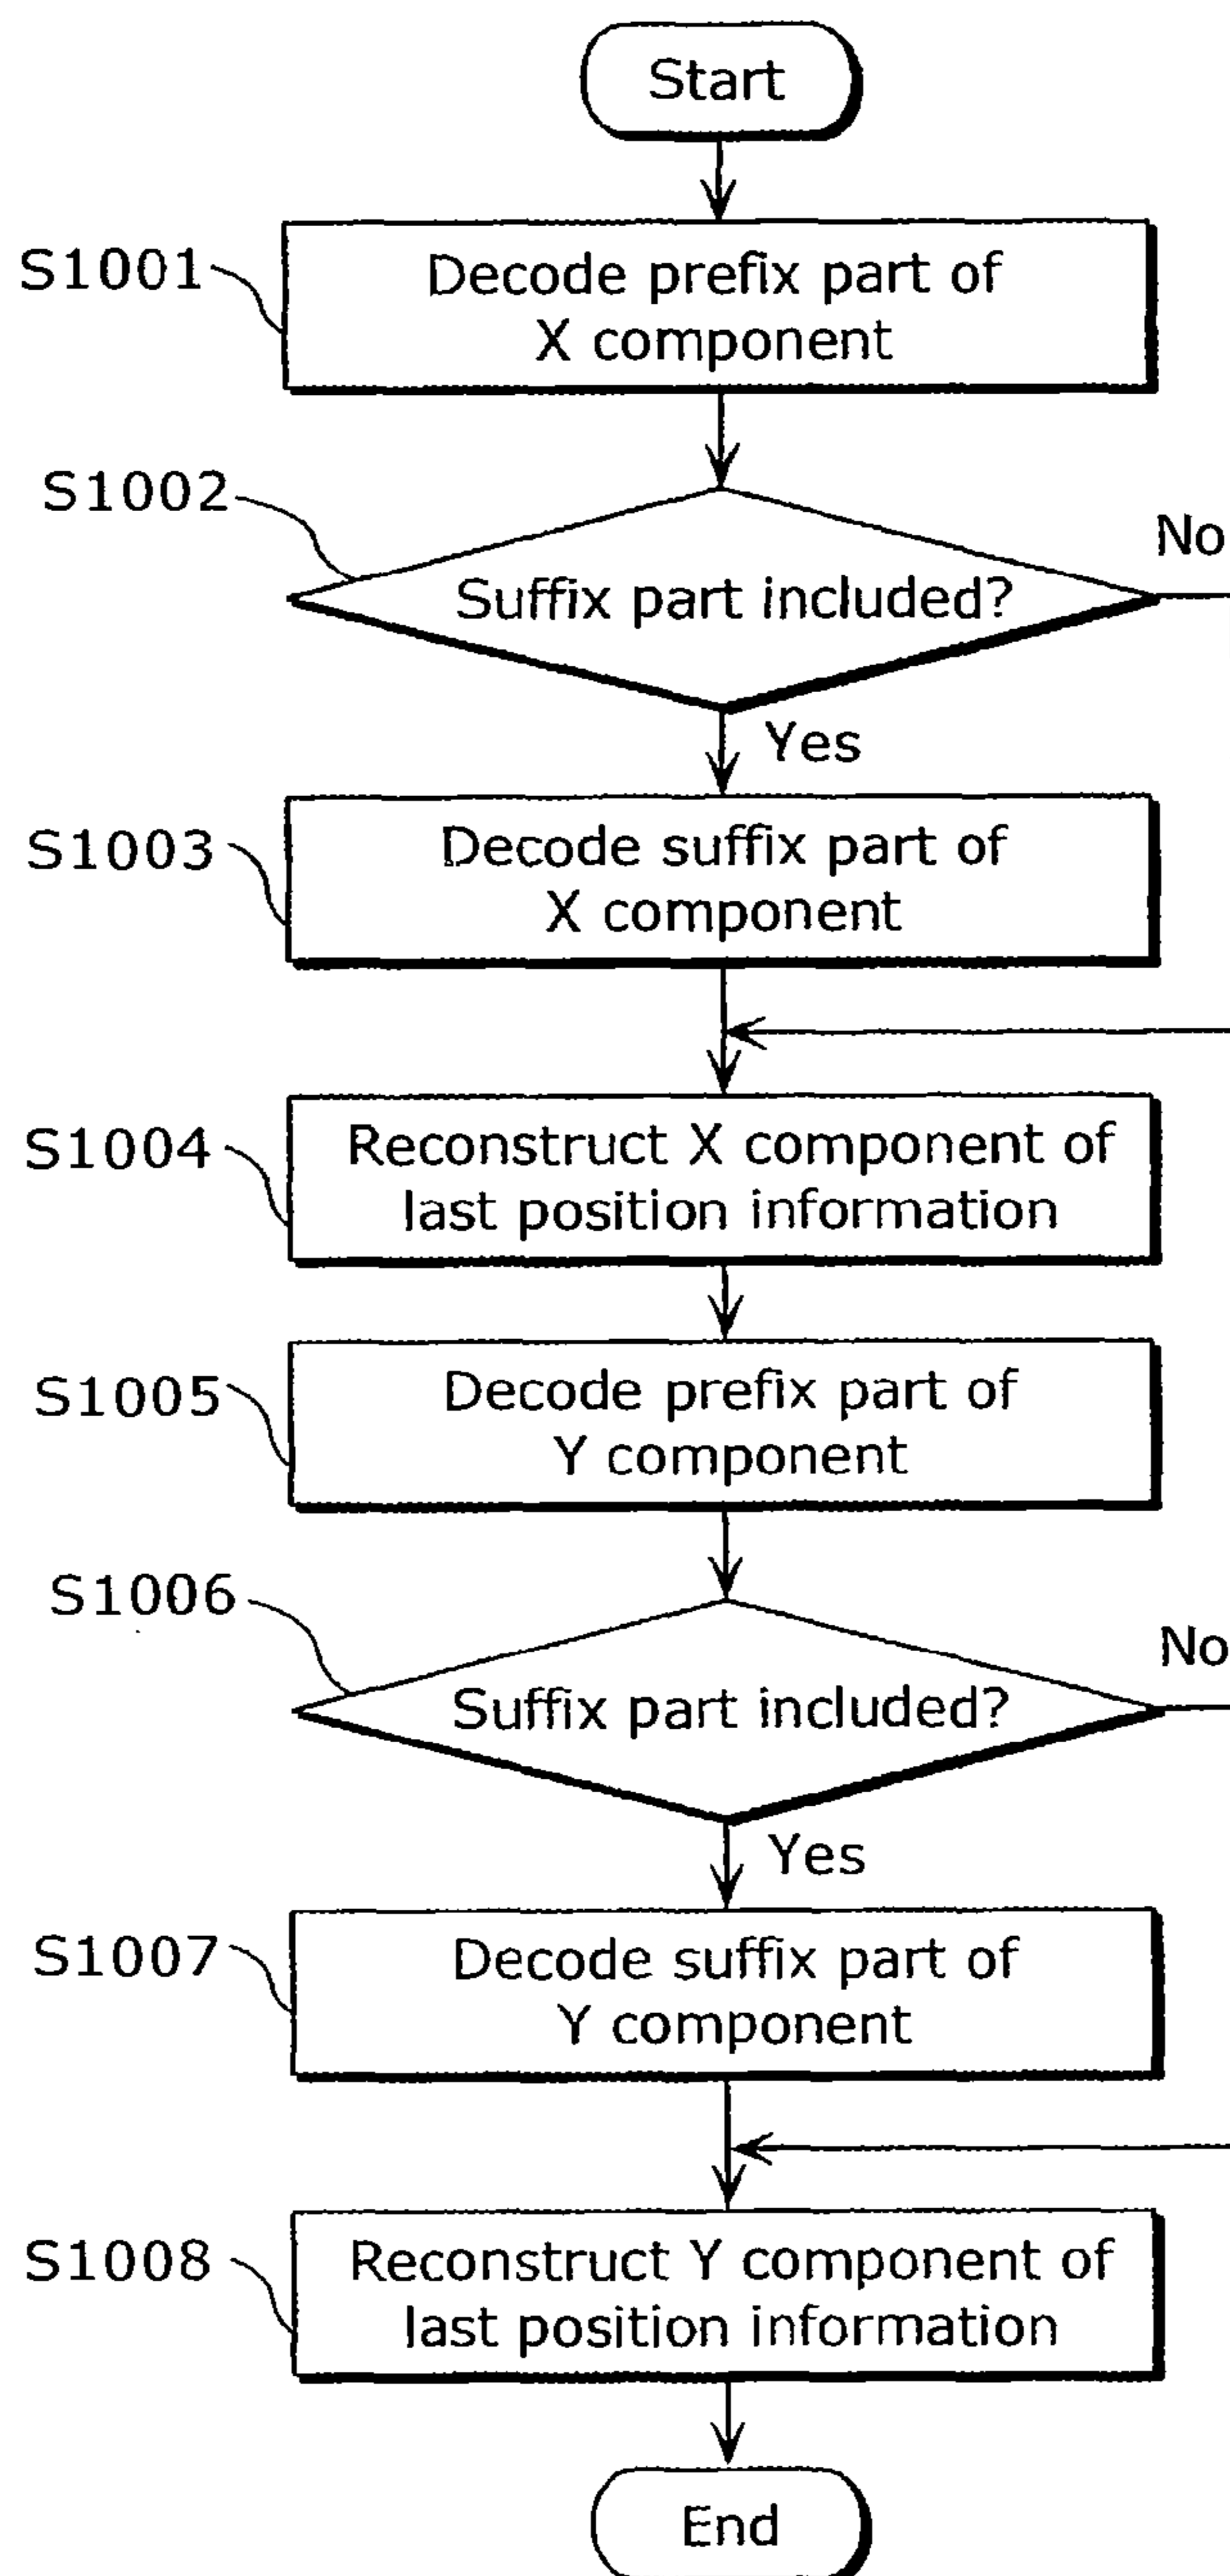 Start
S1001
Decode prefix part of
X component
S1002
No
Suffix part included?
Yes
S1003
Decode suffix part of
X component
S1004
Reconstruct X component of
last position information
S1005
Decode prefix part of
Y component
S1006
No
Suffix part included?
Yes
S1007
Decode suffix part of
Y component
S1008
Reconstruct Y component of
last position information
End